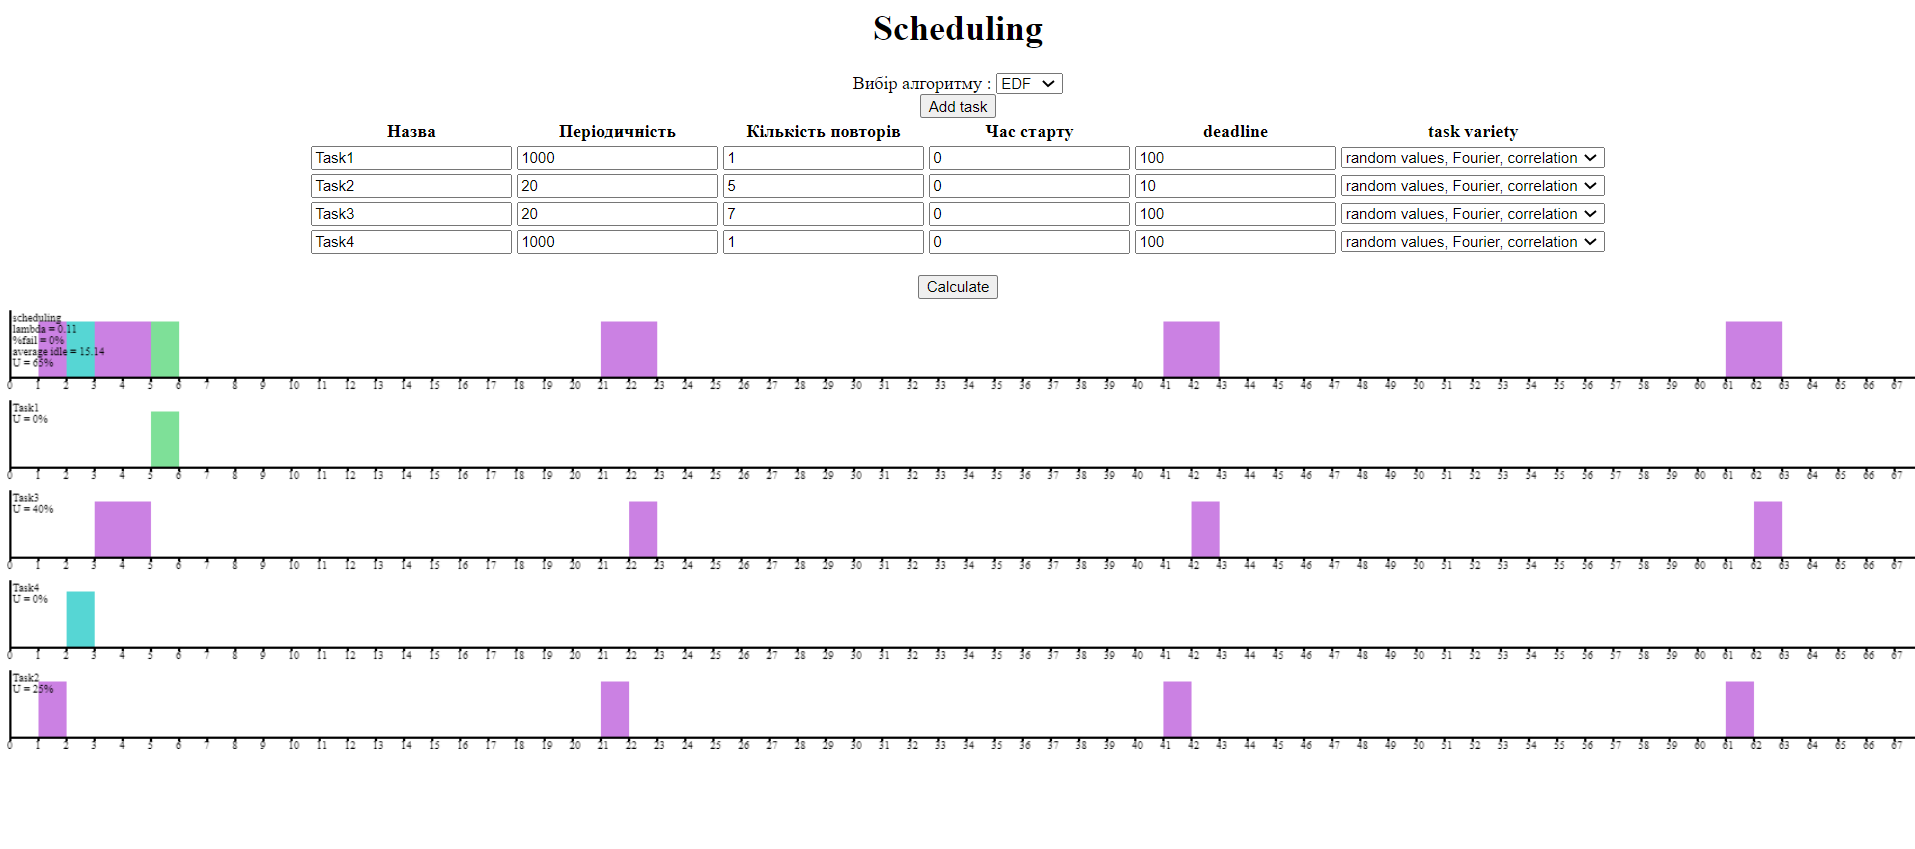 Scheduling
Вибір алгоритму : EDF
Add task
Назва Періодичність Кількість повторів Час старту deadline task variety
Task1 1000 1 0 100 random values, Fourier, correlation
Task2 20 5 0 10 random values, Fourier, correlation
Task3 20 7 0 100 random values, Fourier, correlation
Task4 1000 1 0 100 random values, Fourier, correlation
Calculate
scheduling
lambda = 0.11
%fail = 0%
average idle = 15.14
U = 65%
0 1 2 3 4 5 6 7 8 9 10 11 12 13 14 15 16 17 18 19 20 21 22 23 24 25 26 27 28 29 30 31 32 33 34 35 36 37 38 39 40 41 42 43 44 45 46 47 48 49 50 51 52 53 54 55 56 57 58 59 60 61 62 63 64 65 66 67
Task1
U = 0%
0 1 2 3 4 5 6 7 8 9 10 11 12 13 14 15 16 17 18 19 20 21 22 23 24 25 26 27 28 29 30 31 32 33 34 35 36 37 38 39 40 41 42 43 44 45 46 47 48 49 50 51 52 53 54 55 56 57 58 59 60 61 62 63 64 65 66 67
Task3
U = 40%
0 1 2 3 4 5 6 7 8 9 10 11 12 13 14 15 16 17 18 19 20 21 22 23 24 25 26 27 28 29 30 31 32 33 34 35 36 37 38 39 40 41 42 43 44 45 46 47 48 49 50 51 52 53 54 55 56 57 58 59 60 61 62 63 64 65 66 67
Task4
U = 0%
0 1 2 3 4 5 6 7 8 9 10 11 12 13 14 15 16 17 18 19 20 21 22 23 24 25 26 27 28 29 30 31 32 33 34 35 36 37 38 39 40 41 42 43 44 45 46 47 48 49 50 51 52 53 54 55 56 57 58 59 60 61 62 63 64 65 66 67
Task2
U = 25%
0 1 2 3 4 5 6 7 8 9 10 11 12 13 14 15 16 17 18 19 20 21 22 23 24 25 26 27 28 29 30 31 32 33 34 35 36 37 38 39 40 41 42 43 44 45 46 47 48 49 50 51 52 53 54 55 56 57 58 59 60 61 62 63 64 65 66 67